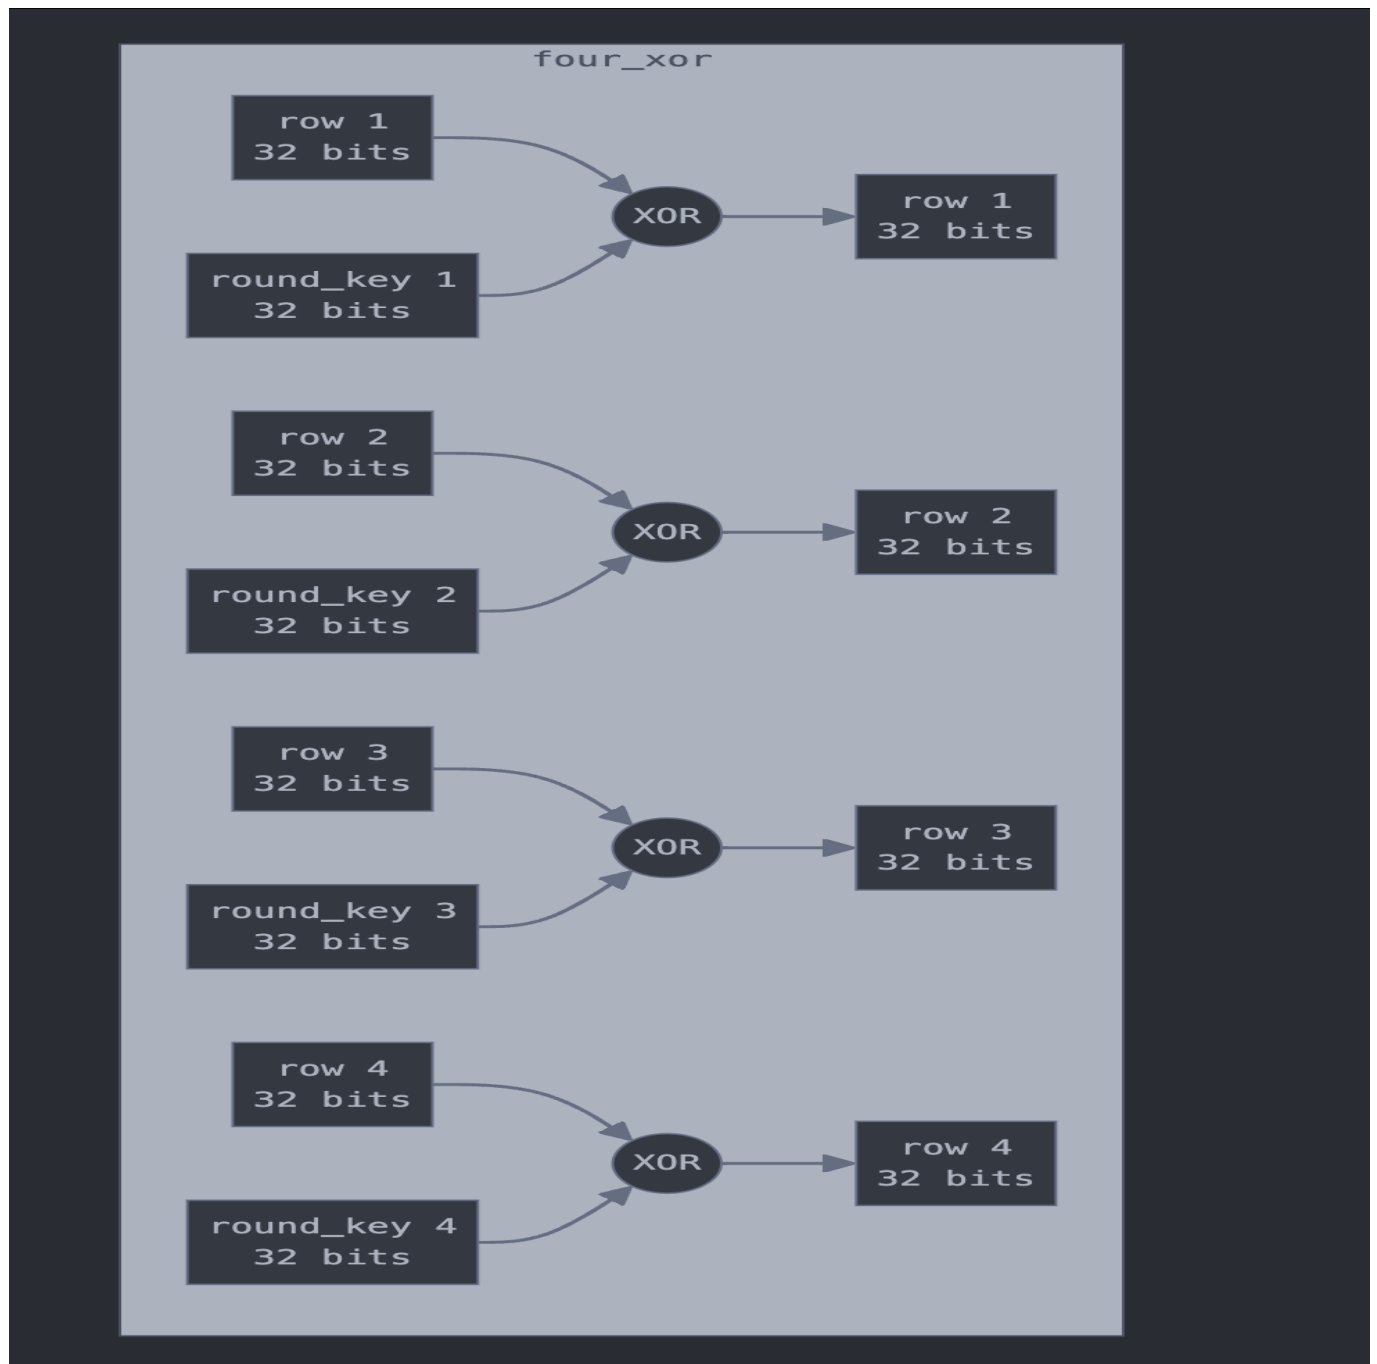 four_xor
row 1
32 bits
XOR
row 1
32 bits
round_key 1
32 bits
row 2
32 bits
XOR
row 2
32 bits
round_key 2
32 bits
row 3
32 bits
XOR
row 3
32 bits
round_key 3
32 bits
row 4
32 bits
XOR
row 4
32 bits
round_key 4
32 bits